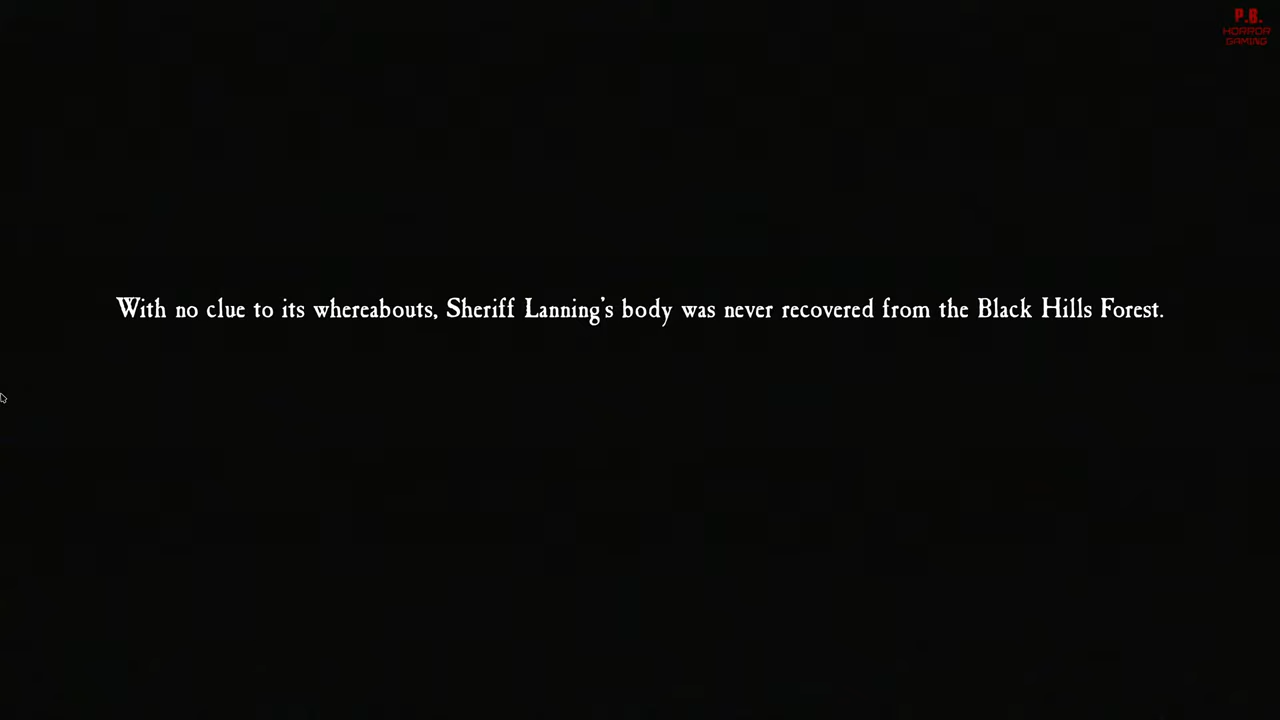 P.B.
HORROR
GAMING
With no clue to its whereabouts, Sheriff Lanning's body was never recovered from the Black Hills Forest.